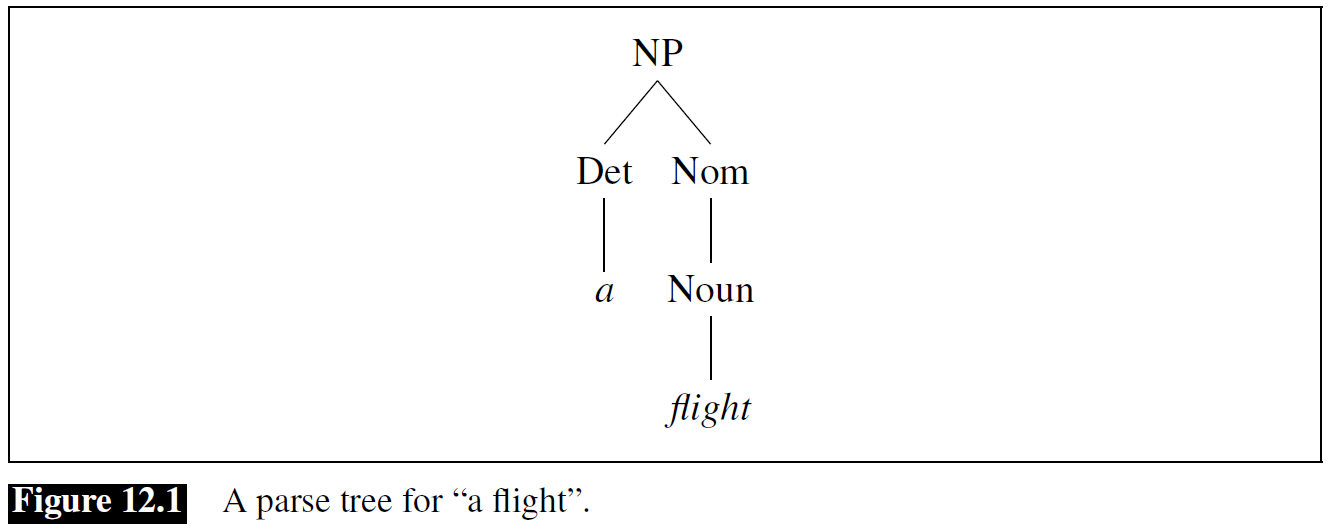 NP
Det Nom
a Noun
flight
Figure 12.1 A parse tree for “a flight”.